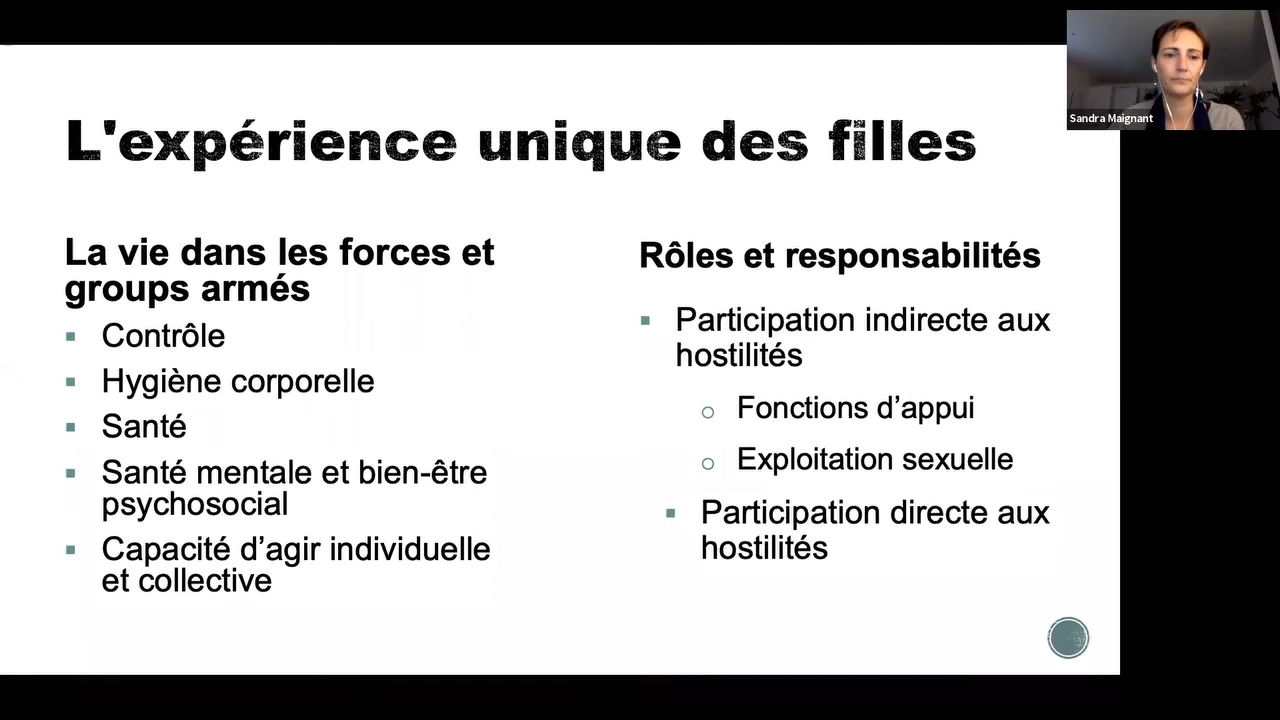 L'expérience unique des filles
La vie dans les forces et
groups armés
Contrôle
Hygiène corporelle
Santé
Santé mentale et bien-être
psychosocial
Capacité d’agir individuelle
et collective
Rôles et responsabilités
Participation indirecte aux
hostilités
Fonctions d’appui
Exploitation sexuelle
Participation directe aux
hostilités
Sandra Maignant